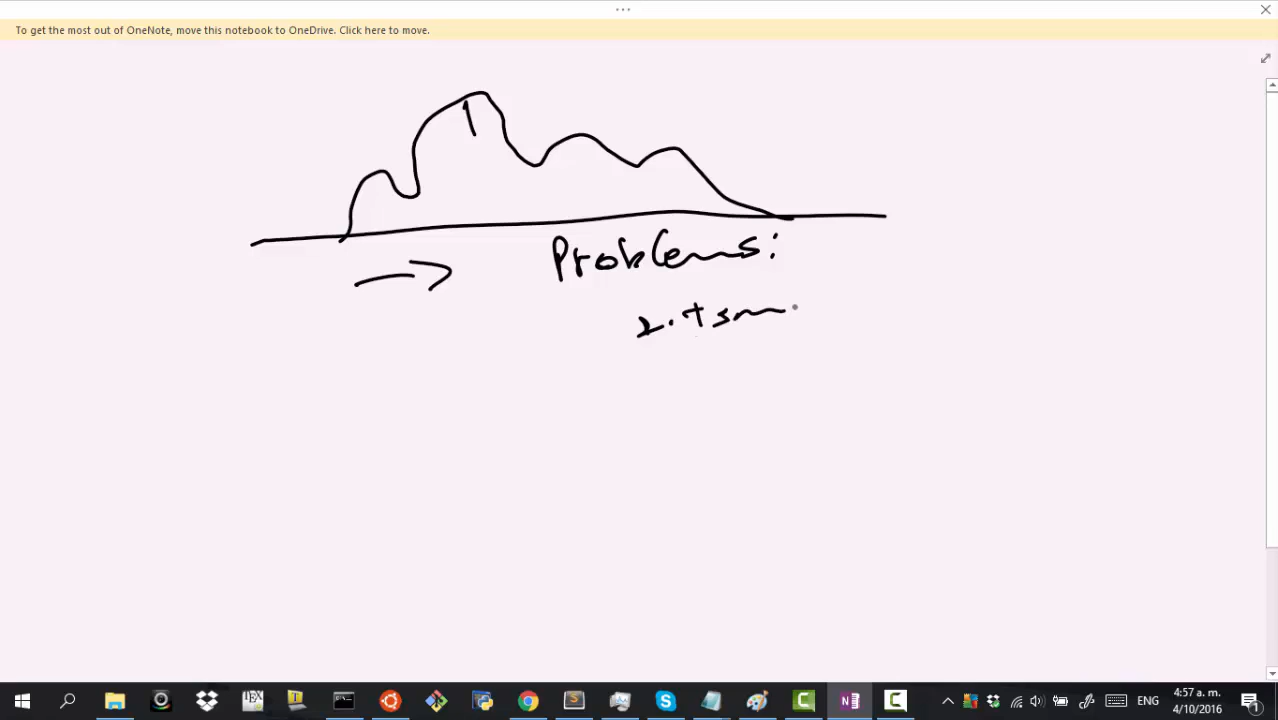 To get the most out of OneNote, move this notebook to OneDrive. Click here to move.
Problems:
2.
ENG
4:57 a. m.
4/10/2016